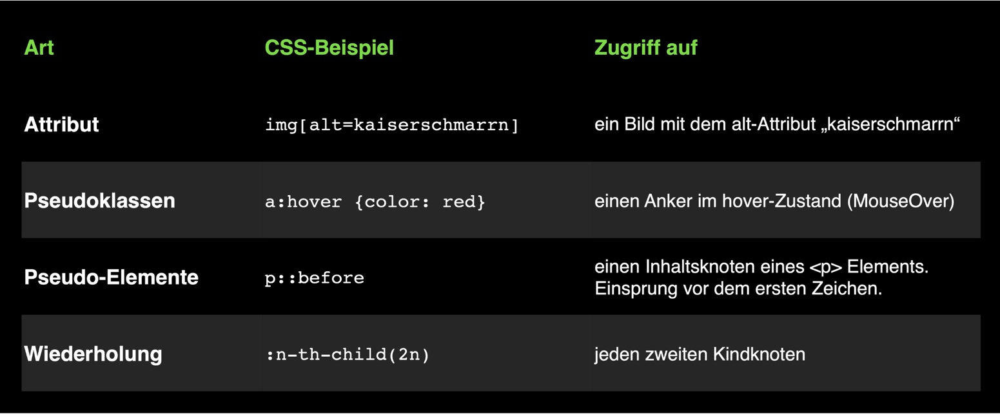 Art CSS-Beispiel Zugriff auf
Attribut img[alt=kaiserschmarrn] ein Bild mit dem alt-Attribut „kaiserschmarrn“
Pseudoklassen a:hover {color: red} einen Anker im hover-Zustand (MouseOver)
Pseudo-Elemente p::before einen Inhaltsknoten eines <p> Elements.
Einsprung vor dem ersten Zeichen.
Wiederholung :n-th-child(2n) jeden zweiten Kindknoten